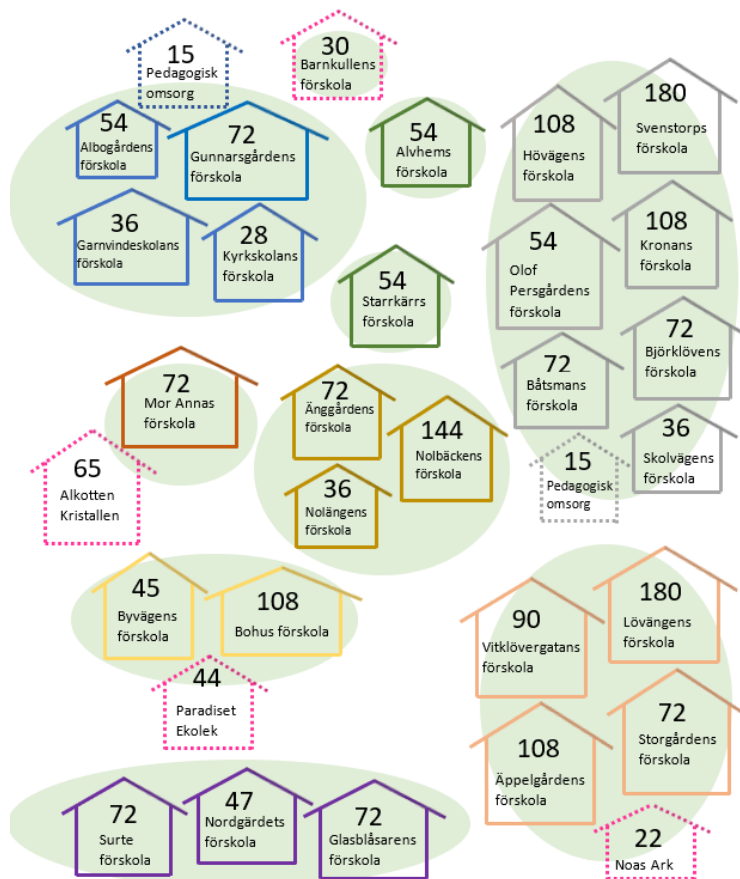 15
Pedagogisk
omsorg
30
Barnkullens
förskola
54
Albogårdens
förskola
72
Gunnarsgårdens
förskola
36
Garnvindeskolans
förskola
28
Kyrkskolans
förskola
54
Alvhems
förskola
54
Starrkärrs
förskola
108
Hövägens
förskola
180
Svenstorps
förskola
54
Olof
Persgårdens
förskola
108
Kronans
förskola
72
Båtsmans
förskola
72
Björklövens
förskola
15
Pedagogisk
omsorg
36
Skolvägens
förskola
72
Mor Annas
förskola
65
Alkotten
Kristallen
72
Änggårdens
förskola
144
Nolbäckens
förskola
36
Nolängens
förskola
45
Byvägens
förskola
108
Bohus förskola
44
Paradiset
Ekolek
90
Vitklövergatans
förskola
180
Lövängens
förskola
108
Äppelgårdens
förskola
72
Storgårdens
förskola
22
Noas Ark
72
Surte
förskola
47
Nordgärdets
förskola
72
Glasblåsarens
förskola